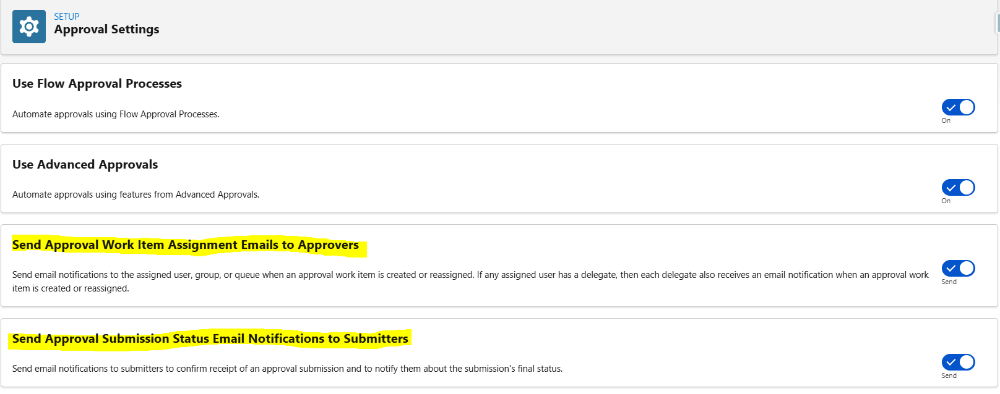 SETUP
Approval Settings
Use Flow Approval Processes
Automate approvals using Flow Approval Processes.
On
Use Advanced Approvals
Automate approvals using features from Advanced Approvals.
On
Send Approval Work Item Assignment Emails to Approvers
Send email notifications to the assigned user, group, or queue when an approval work item is created or reassigned. If any assigned user has a delegate, then each delegate also receives an email notification when an approval work
item is created or reassigned.
Send
Send Approval Submission Status Email Notifications to Submitters
Send email notifications to submitters to confirm receipt of an approval submission and to notify them about the submission's final status.
Send